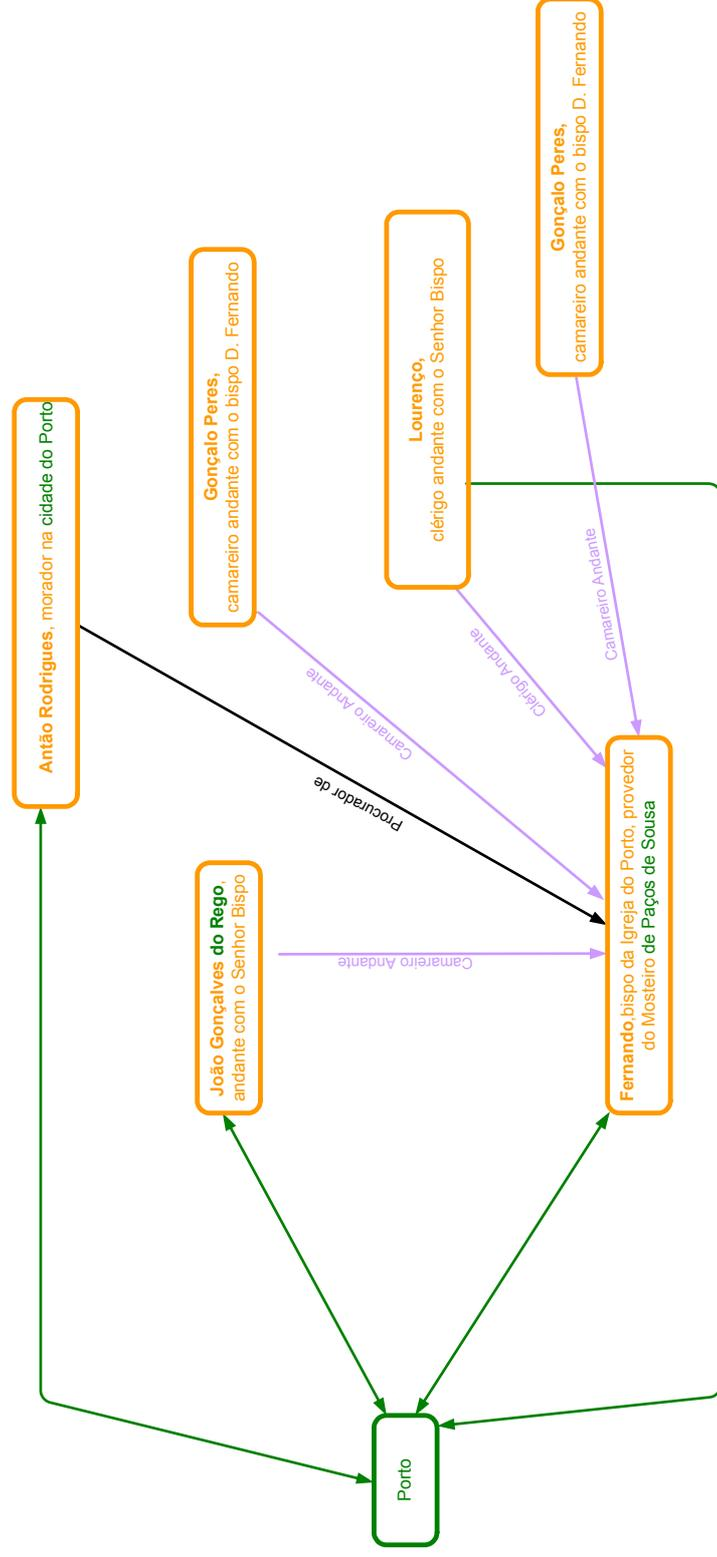 Antão Rodrigues, morador na cidade do Porto
Gonçalo Peres,
camareiro andante com o bispo D. Fernando
Lourenço,
clérigo andante com o Senhor Bispo
Gonçalo Peres,
camareiro andante com o bispo D. Fernando
Camareiro Andante
Clérigo Andante
Camareiro Andante
Procurador de
João Gonçalves do Rego,
andante com o Senhor Bispo
Camareiro Andante
Fernando,bispo da Igreja do Porto, provedor
do Mosteiro de Paços de Sousa
Porto